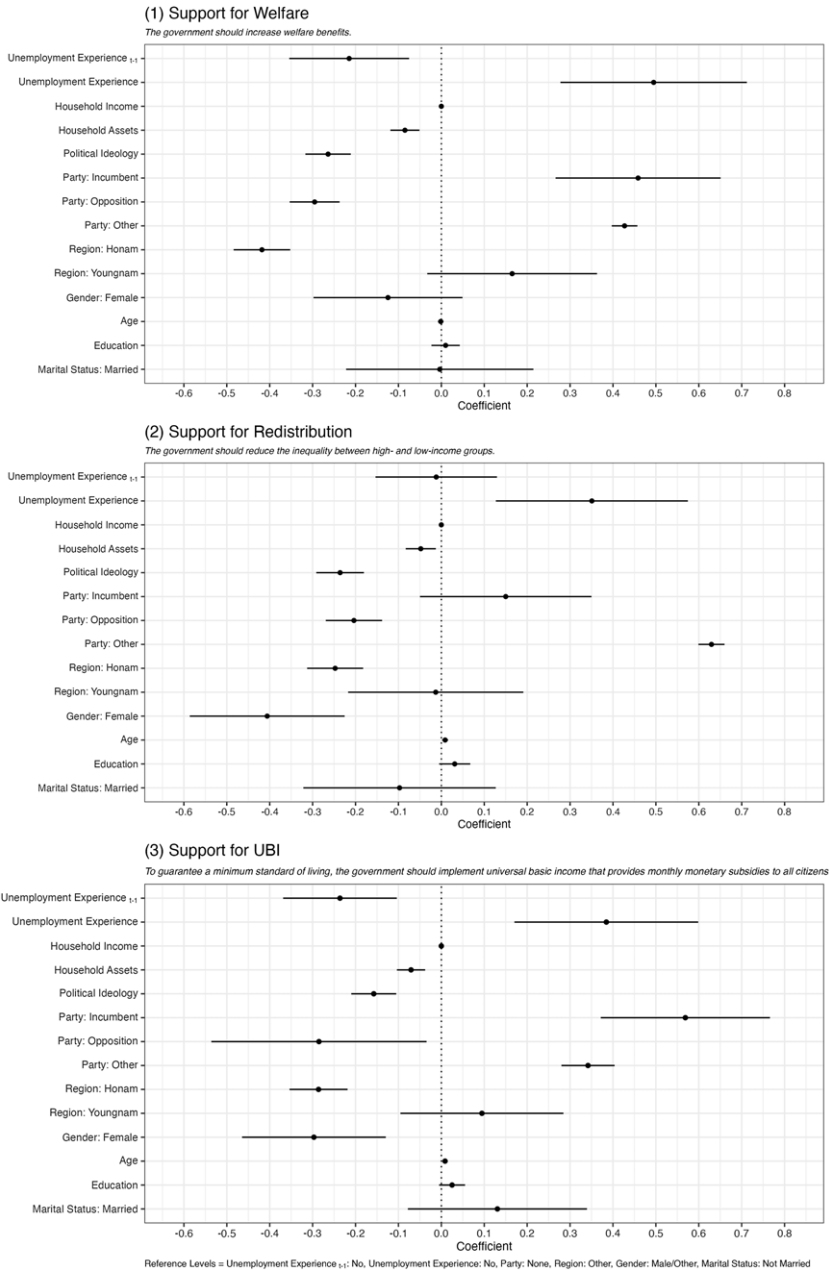 (1) Support for Welfare
The government should increase welfare benefits.
Unemployment Experience t-1
Unemployment Experience
Household Income
Household Assets
Political Ideology
Party: Incumbent
Party: Opposition
Party: Other
Region: Honam
Region: Youngnam
Gender: Female
Age
Education
Marital Status: Married
-0.6 -0.5 -0.4 -0.3 -0.2 -0.1 0.0 0.1 0.2 0.3 0.4 0.5 0.6 0.7 0.8
Coefficient
(2) Support for Redistribution
The government should reduce the inequality between high- and low-income groups.
Unemployment Experience t-1
Unemployment Experience
Household Income
Household Assets
Political Ideology
Party: Incumbent
Party: Opposition
Party: Other
Region: Honam
Region: Youngnam
Gender: Female
Age
Education
Marital Status: Married
-0.6 -0.5 -0.4 -0.3 -0.2 -0.1 0.0 0.1 0.2 0.3 0.4 0.5 0.6 0.7 0.8
Coefficient
(3) Support for UBI
To guarantee a minimum standard of living, the government should implement universal basic income that provides monthly monetary subsidies to all citizens
Unemployment Experience t-1
Unemployment Experience
Household Income
Household Assets
Political Ideology
Party: Incumbent
Party: Opposition
Party: Other
Region: Honam
Region: Youngnam
Gender: Female
Age
Education
Marital Status: Married
-0.6 -0.5 -0.4 -0.3 -0.2 -0.1 0.0 0.1 0.2 0.3 0.4 0.5 0.6 0.7 0.8
Coefficient
Reference Levels = Unemployment Experience t-1: No, Unemployment Experience: No, Party: None, Region: Other, Gender: Male/Other, Marital Status: Not Married